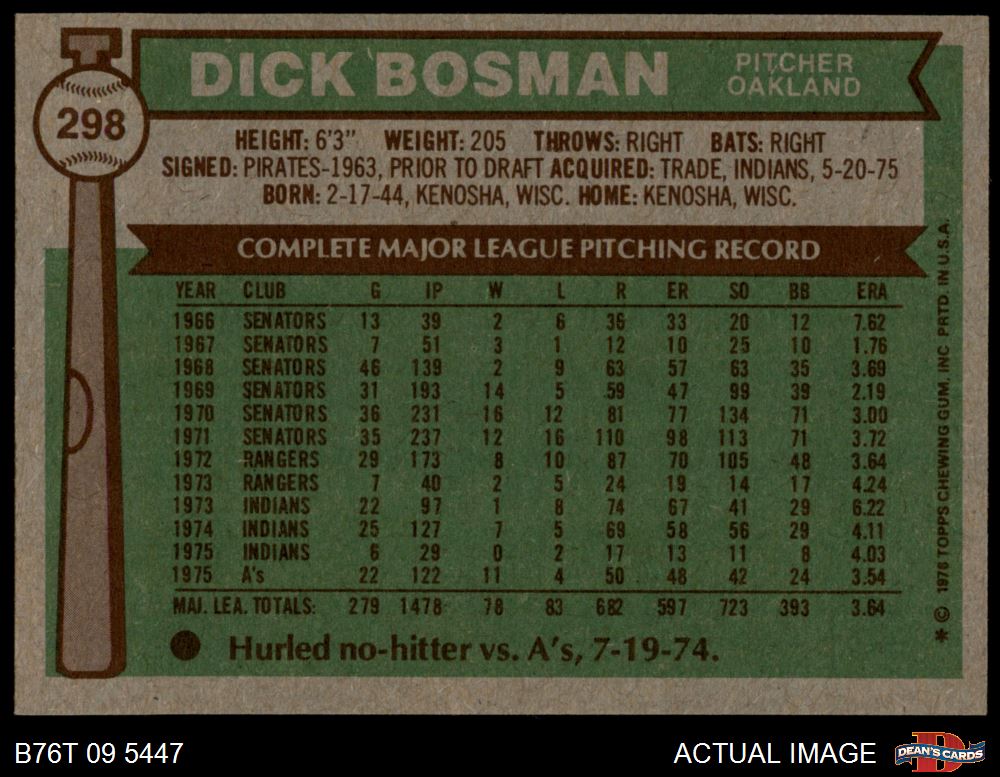 DICK BOSMAN
PITCHER
OAKLAND
298
HEIGHT: 6'3" WEIGHT: 205 THROWS: RIGHT BATS: RIGHT
SIGNED: PIRATES-1963, PRIOR TO DRAFT ACQUIRED: TRADE, INDIANS, 5-20-75
BORN: 2-17-44, KENOSHA, WISC. HOME: KENOSHA, WISC.
COMPLETE MAJOR LEAGUE PITCHING RECORD
YEAR CLUB G IP W L R ER SO BB ERA
1966 SENATORS 13 39 2 6 36 33 20 12 7.62
1967 SENATORS 7 51 3 1 12 10 25 10 1.76
1968 SENATORS 46 139 2 9 63 57 63 35 3.69
1969 SENATORS 31 193 14 5 59 47 99 39 2.19
1970 SENATORS 36 231 16 12 81 77 134 71 3.00
1971 SENATORS 35 237 12 16 110 98 113 71 3.72
1972 RANGERS 29 173 8 10 87 70 105 48 3.64
1973 RANGERS 7 40 2 5 24 19 14 17 4.24
1973 INDIANS 22 97 1 8 74 67 41 29 6.22
1974 INDIANS 25 127 7 5 69 58 56 29 4.11
1975 INDIANS 6 29 0 2 17 13 11 8 4.03
1975 A's 22 122 11 4 50 48 42 24 3.54
MAJ. LEA. TOTALS: 279 1478 78 83 682 597 723 393 3.64
Hurled no-hitter vs. A's, 7-19-74.
* © 1976 TOPPS CHEWING GUM, INC PRTD. IN U.S.A.
B76T 09 5447
ACTUAL IMAGE
D
DEAN'S CARDS